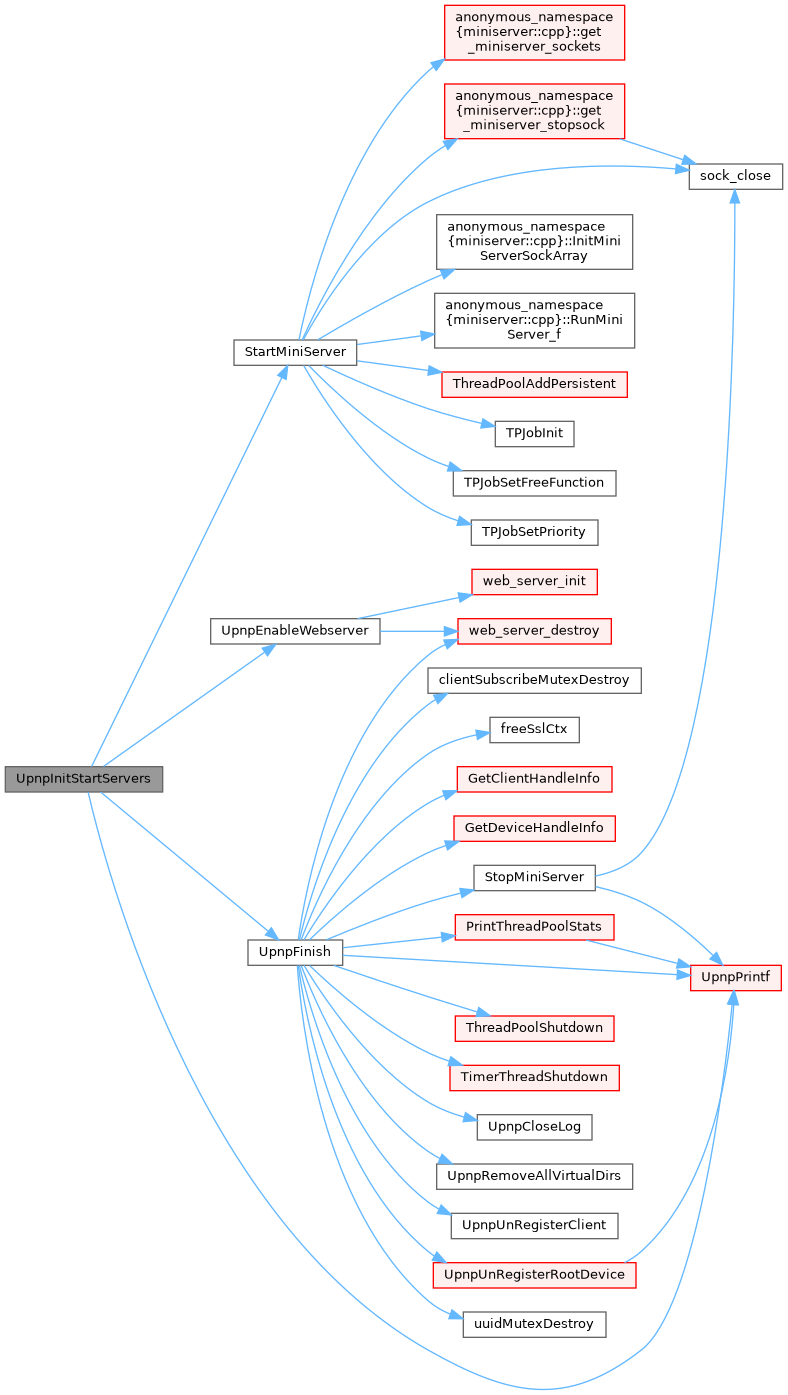 anonymous_namespace
{miniserver::cpp}::get
_miniserver_sockets
anonymous_namespace
{miniserver::cpp}::get
_miniserver_stopsock
sock_close
anonymous_namespace
{miniserver::cpp}::InitMini
ServerSockArray
anonymous_namespace
{miniserver::cpp}::RunMini
Server_f
StartMiniServer
ThreadPoolAddPersistent
TPJobInit
TPJobSetFreeFunction
TPJobSetPriority
web_server_init
UpnpEnableWebserver
web_server_destroy
clientSubscribeMutexDestroy
freeSslCtx
UpnpInitStartServers
GetClientHandleInfo
GetDeviceHandleInfo
StopMiniServer
PrintThreadPoolStats
UpnpFinish
UpnpPrintf
ThreadPoolShutdown
TimerThreadShutdown
UpnpCloseLog
UpnpRemoveAllVirtualDirs
UpnpUnRegisterClient
UpnpUnRegisterRootDevice
uuidMutexDestroy